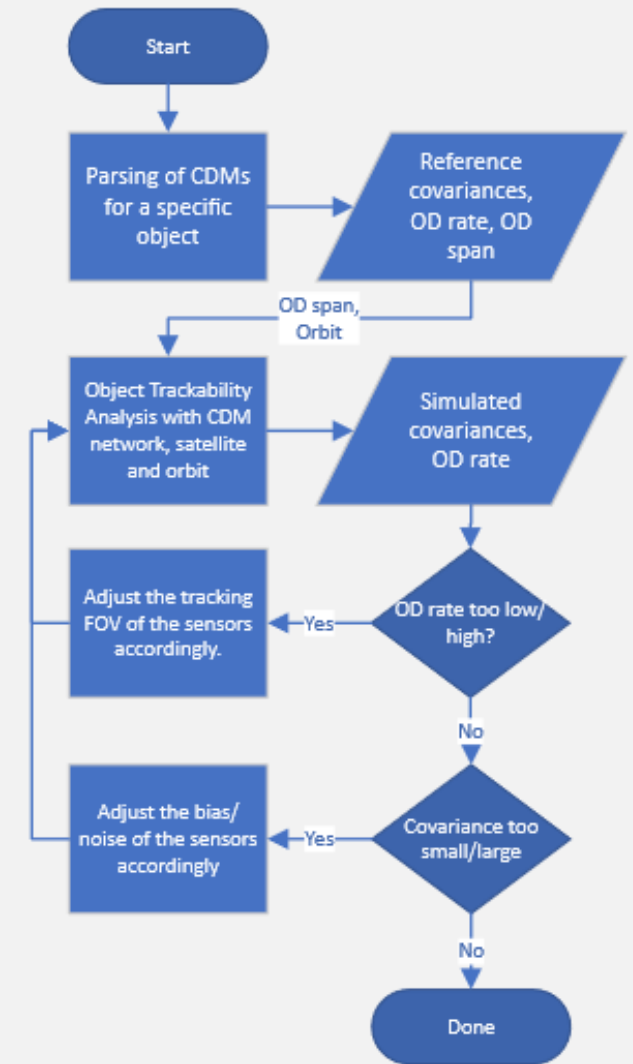 Start
Parsing of CDMs
for a specific
object
Reference
covariances,
OD rate, OD
span
OD span,
Orbit
Object Trackability
Analysis with CDM
network, satellite
and orbit
Simulated
covariances,
OD rate
Adjust the tracking
FOV of the sensors
accordingly.
Yes
OD rate too low/
high?
No
Adjust the bias/
noise of the sensors
accordingly
Yes
Covariance too
small/large
No
Done